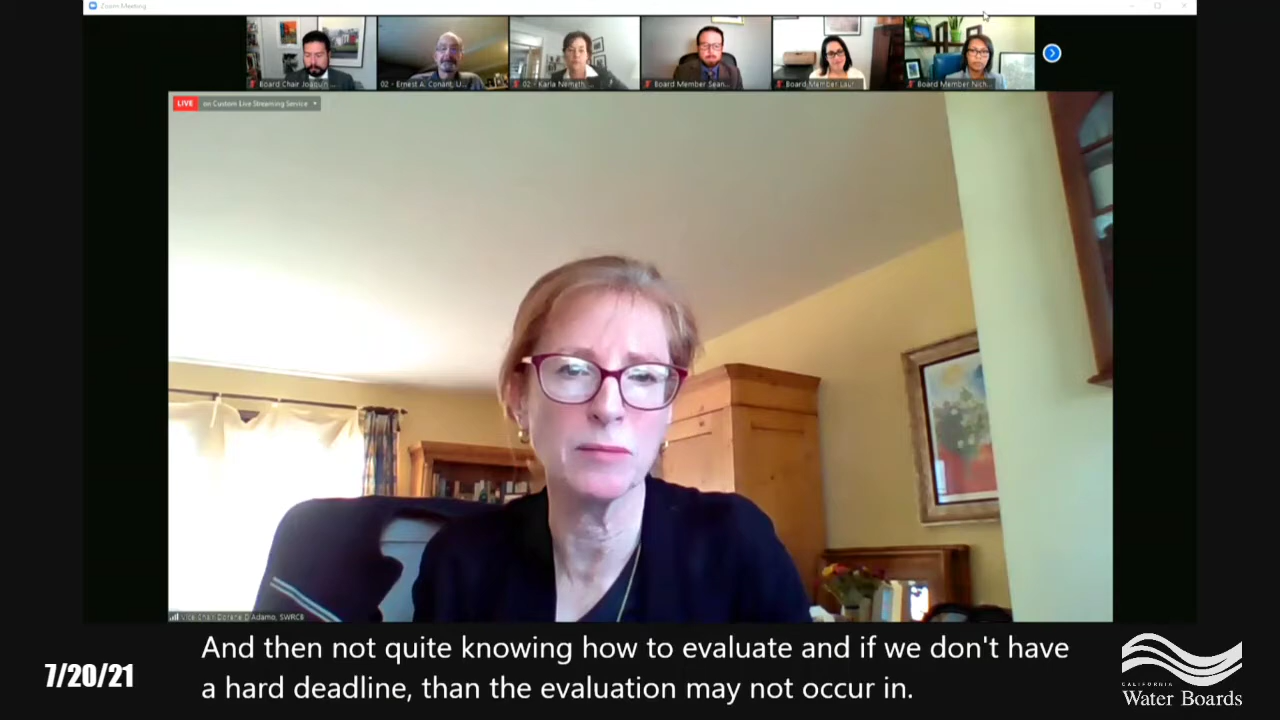 Zoom Meeting
Board Chair Joaquin ...
02 - Ernest A. Conant, U...
02 - Karla Nemeth ...
Board Member Sean...
Board Member Laur...
Board Member Nich...
LIVE
on Custom Live Streaming Service
Vice Chair Dorene D'Adamo, SWRCB
And then not quite knowing how to evaluate and if we don't have
a hard deadline, than the evaluation may not occur in.
7/20/21
CALIFORNIA
Water Boards